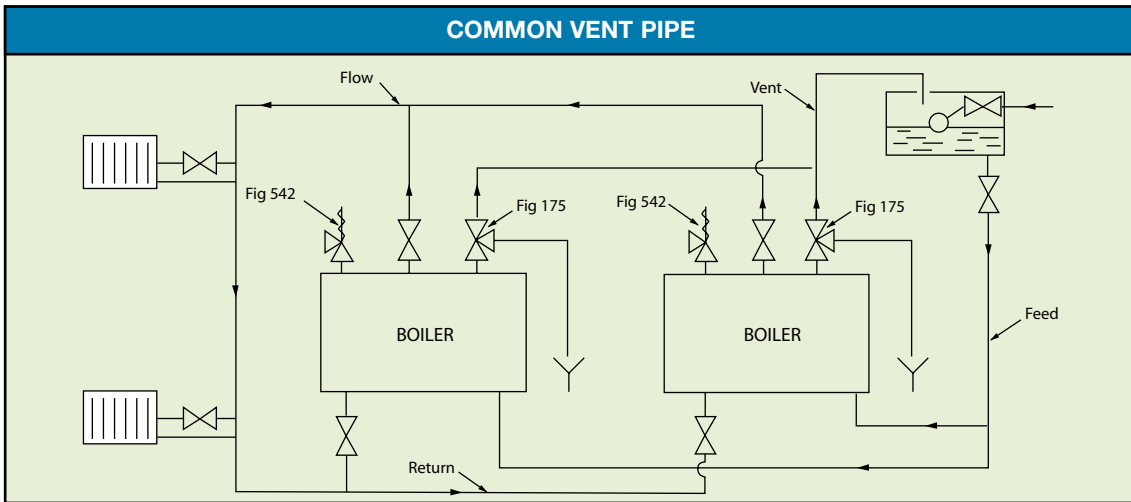 COMMON VENT PIPE
Flow
Vent
Fig 542
Fig 175
Fig 542
Fig 175
BOILER
BOILER
Feed
Return